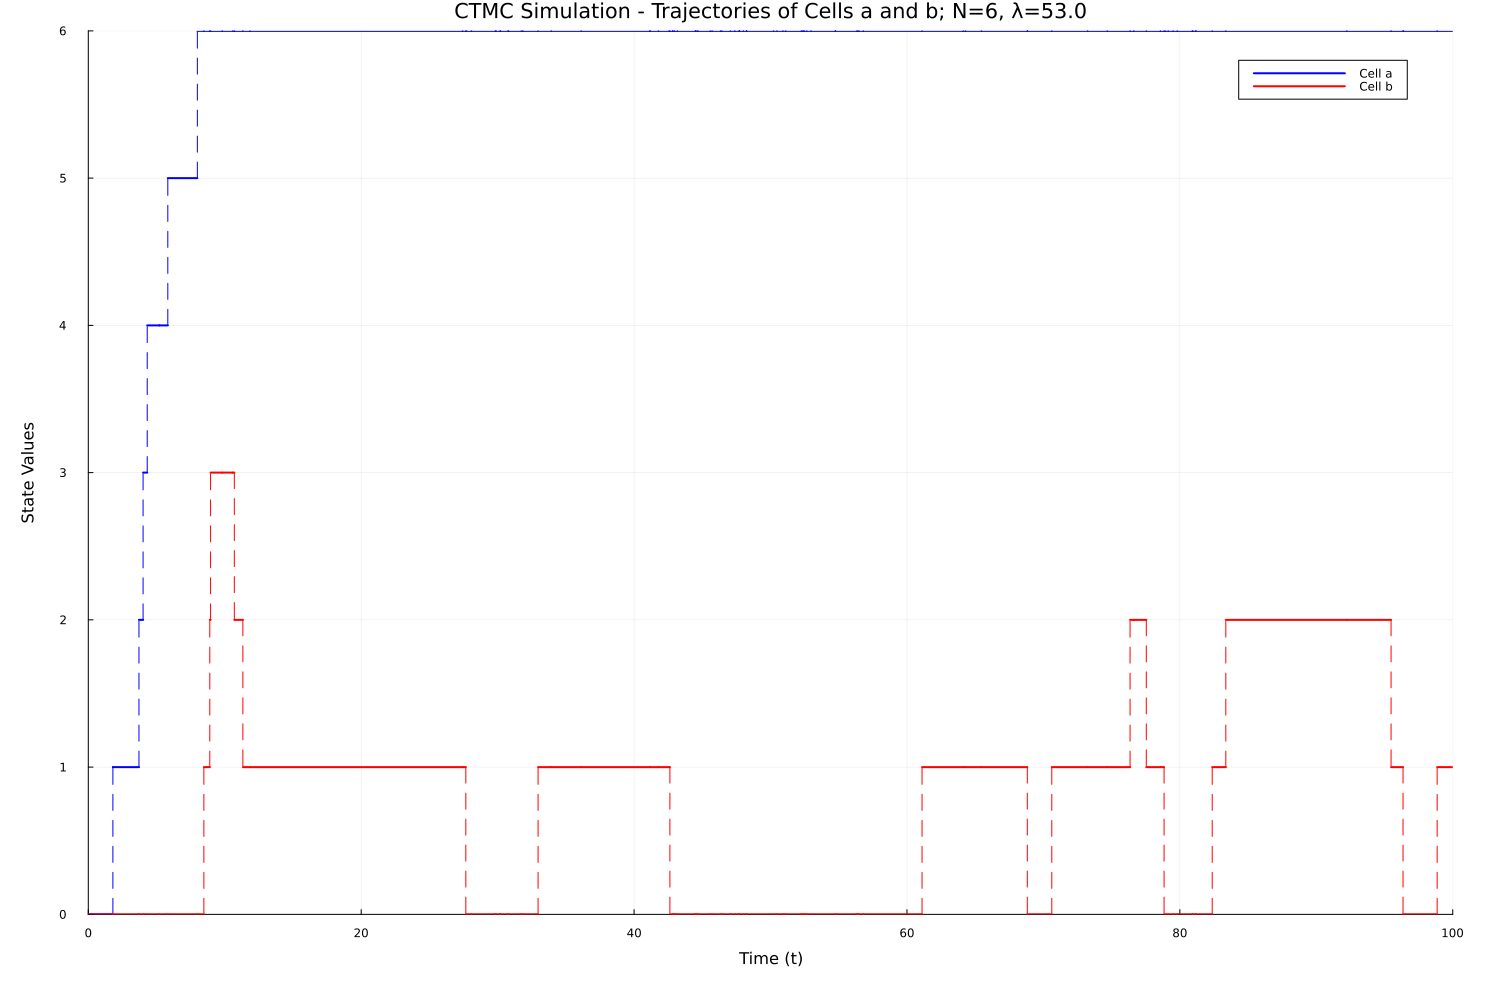 CTMC Simulation - Trajectories of Cells a and b; N=6, λ=53.0
6
Cell a
Cell b
5
4
State Values
3
2
1
0
0 20 40 60 80 100
Time (t)